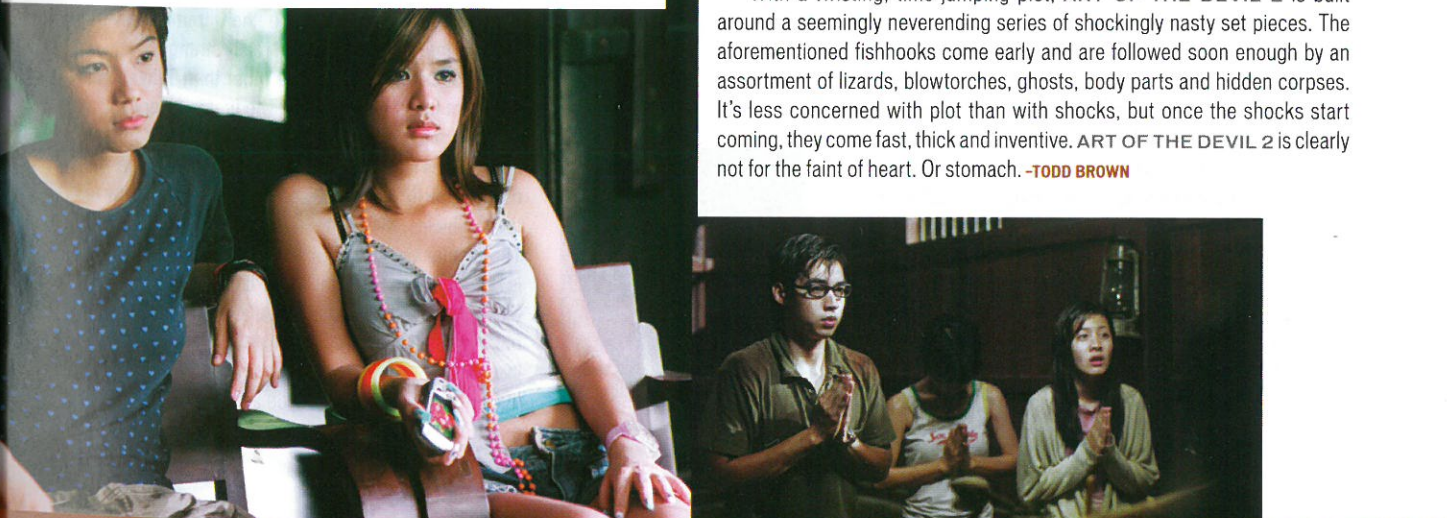 around a seemingly neverending series of shockingly nasty set pieces. The
aforementioned fishhooks come early and are followed soon enough by an
assortment of lizards, blowtorches, ghosts, body parts and hidden corpses.
It's less concerned with plot than with shocks, but once the shocks start
coming, they come fast, thick and inventive. ART OF THE DEVIL 2 is clearly
not for the faint of heart. Or stomach. -TODD BROWN